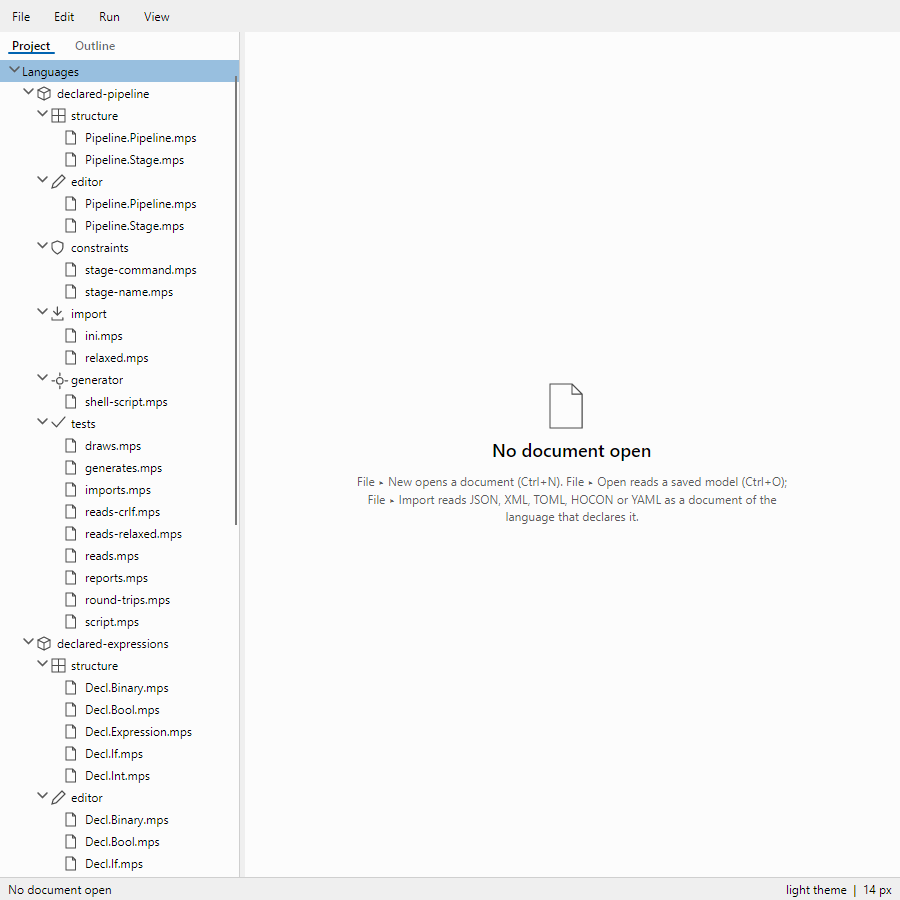 File Edit Run View
Project Outline
Languages
declared-pipeline
structure
Pipeline.Pipeline.mps
Pipeline.Stage.mps
editor
Pipeline.Pipeline.mps
Pipeline.Stage.mps
constraints
stage-command.mps
stage-name.mps
import
ini.mps
relaxed.mps
generator
shell-script.mps
tests
draws.mps
generates.mps
imports.mps
reads-crlf.mps
reads-relaxed.mps
reads.mps
reports.mps
round-trips.mps
script.mps
declared-expressions
structure
Decl.Binary.mps
Decl.Bool.mps
Decl.Expression.mps
Decl.If.mps
Decl.Int.mps
editor
Decl.Binary.mps
Decl.Bool.mps
Decl.If.mps
No document open
File ▸ New opens a document (Ctrl+N). File ▸ Open reads a saved model (Ctrl+O);
File ▸ Import reads JSON, XML, TOML, HOCON or YAML as a document of the
language that declares it.
No document open
light theme | 14 px